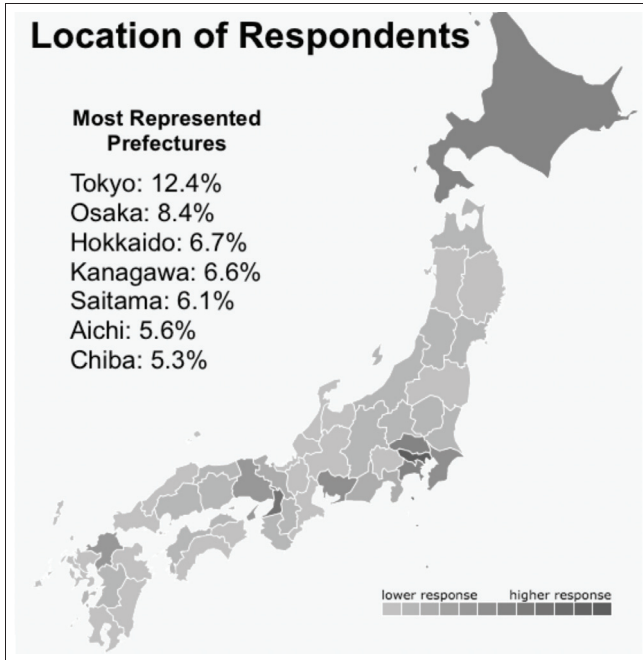 Location of Respondents
Most Represented
Prefectures
Tokyo: 12.4%
Osaka: 8.4%
Hokkaido: 6.7%
Kanagawa: 6.6%
Saitama: 6.1%
Aichi: 5.6%
Chiba: 5.3%
lower response higher response